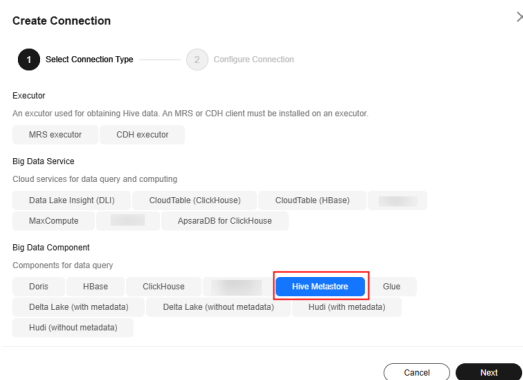 Create Connection
1 Select Connection Type 2 Configure Connection
Executor
An excutor used for obtaining Hive data. An MRS or CDH client must be installed on an executor.
MRS executor CDH executor
Big Data Service
Cloud services for data query and computing
Data Lake Insight (DLI) CloudTable (ClickHouse) CloudTable (HBase)
MaxCompute ApsaraDB for ClickHouse
Big Data Component
Components for data query
Doris HBase ClickHouse Hive Metastore Glue
Delta Lake (with metadata) Delta Lake (without metadata) Hudi (with metadata)
Hudi (without metadata)
Cancel Next